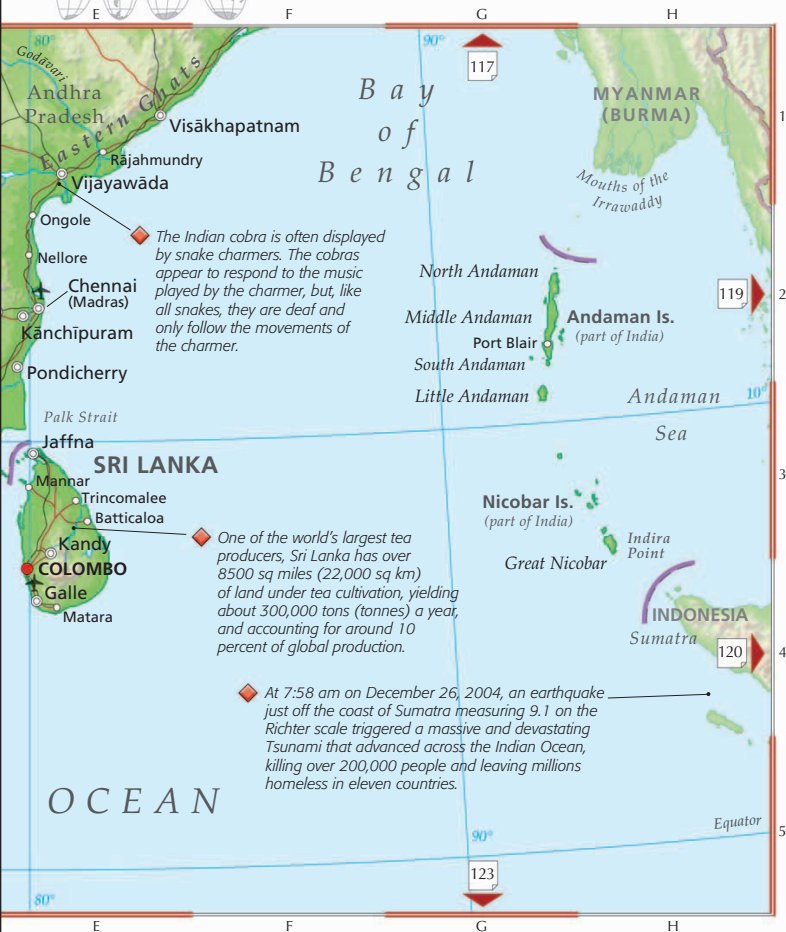 E
F
G
H
80°
90°
117
Godāvari
Andhra
Pradesh
Eastern Ghats
Visākhapatnam
Rājahmundry
Vijayawāda
Bay
of
Bengal
MYANMAR
(BURMA)
1
Mouths of the
Irrawaddy
Ongole
Nellore
Chennai
(Madras)
Kānchīpuram
Pondicherry
The Indian cobra is often displayed
by snake charmers. The cobras
appear to respond to the music
played by the charmer, but, like
all snakes, they are deaf and
only follow the movements of
the charmer.
North Andaman
Middle Andaman
Port Blair
South Andaman
Little Andaman
Andaman Is.
(part of India)
119
2
Andaman
Sea
10°
Palk Strait
Jaffna
SRI LANKA
Mannar
Trincomalee
Batticaloa
Kandy
COLOMBO
Galle
Matara
3
Nicobar Is.
(part of India)
Great Nicobar
Indira
Point
One of the world's largest tea
producers, Sri Lanka has over
8500 sq miles (22,000 sq km)
of land under tea cultivation, yielding
about 300,000 tons (tonnes) a year,
and accounting for around 10
percent of global production.
INDONESIA
Sumatra
120
4
At 7:58 am on December 26, 2004, an earthquake
just off the coast of Sumatra measuring 9.1 on the
Richter scale triggered a massive and devastating
Tsunami that advanced across the Indian Ocean,
killing over 200,000 people and leaving millions
homeless in eleven countries.
OCEAN
Equator
5
90°
123
80°
E
F
G
H